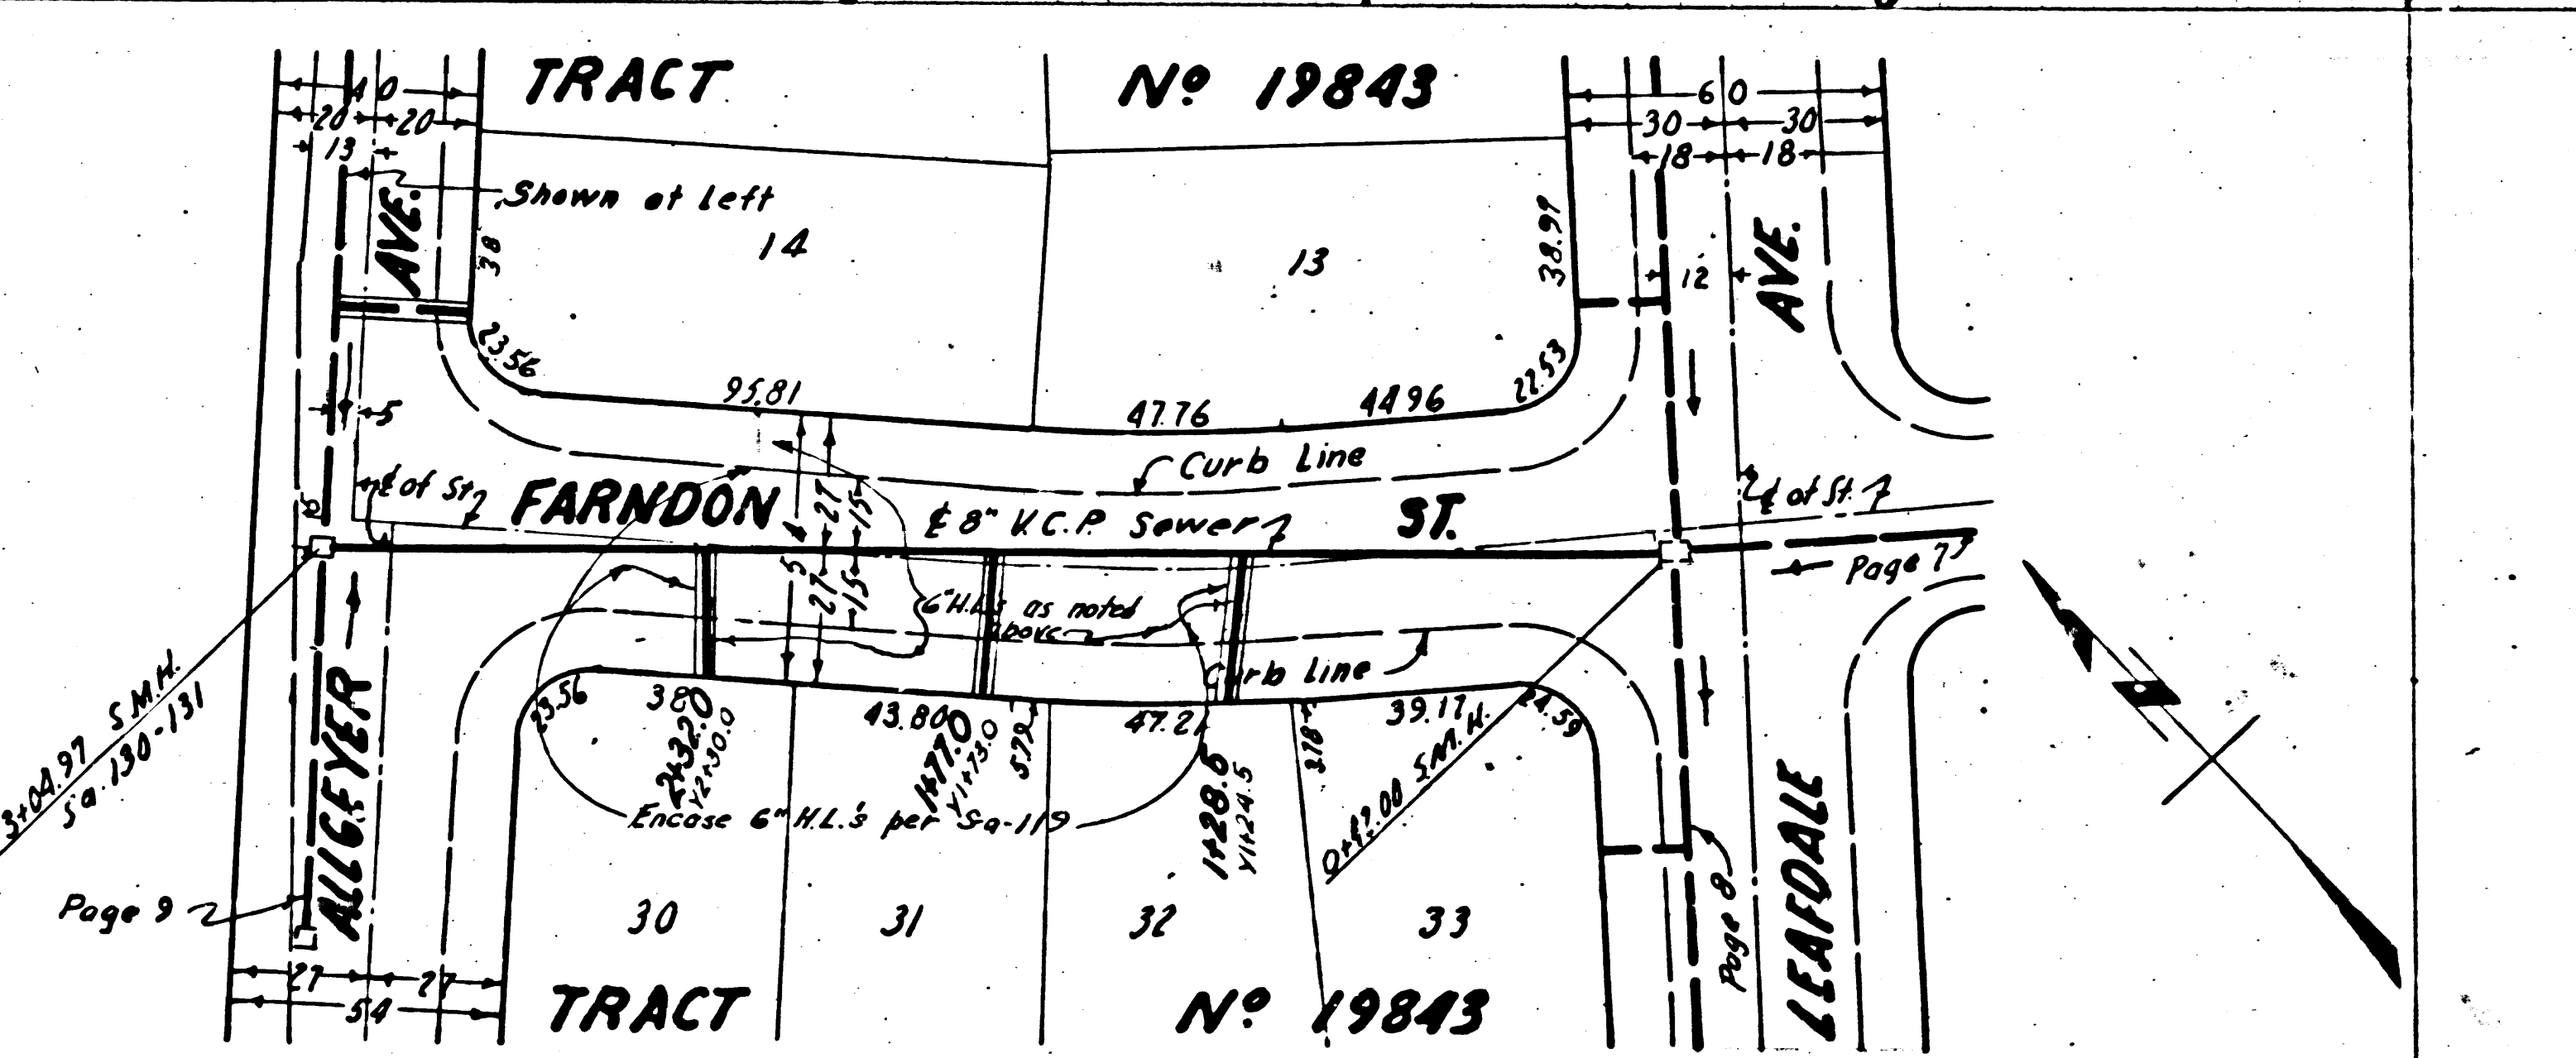 TRACT
Nº 19843
40
20 20
13
60
30 30
18 18
Shown at Left
AVE.
38
14
13
38.99
12
AVE.
23.56
95.81
47.76
44.96
22.53
5
5
Curb Line
₵ of St.
FARNDON
₵ 8" V.C.P. Sewer
ST.
₵ of St.
54
27
15
27
15
Page 7
6" H.L.'s as noted
above
Curb Line
3+04.97 S.M.H.
Sa. 130-131
ALLGEYER
23.56
38
2+32.0
Y2+30.0
43.80
1+77.0
Y1+73.0
5.79
47.21
1+28.5
Y1+24.5
3.18
39.17
24.59
S.M.H.
Encase 6" H.L.'s per Sa-119
Page 9
30
31
32
33
Page 8
LEAFDALE
27 27
54
TRACT
Nº 19843